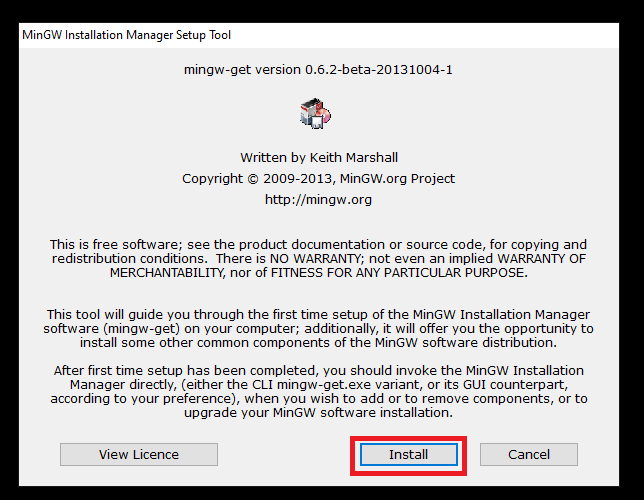 MinGW Installation Manager Setup Tool
mingw-get version 0.6.2-beta-20131004-1
Written by Keith Marshall
Copyright © 2009-2013, MinGW.org Project
http://mingw.org
This is free software; see the product documentation or source code, for copying and
redistribution conditions.  There is NO WARRANTY; not even an implied WARRANTY OF
MERCHANTABILITY, nor of FITNESS FOR ANY PARTICULAR PURPOSE.
This tool will guide you through the first time setup of the MinGW Installation Manager
software (mingw-get) on your computer; additionally, it will offer you the opportunity to
install some other common components of the MinGW software distribution.
After first time setup has been completed, you should invoke the MinGW Installation
Manager directly, (either the CLI mingw-get.exe variant, or its GUI counterpart,
according to your preference), when you wish to add or to remove components, or to
upgrade your MinGW software installation.
View Licence
Install
Cancel